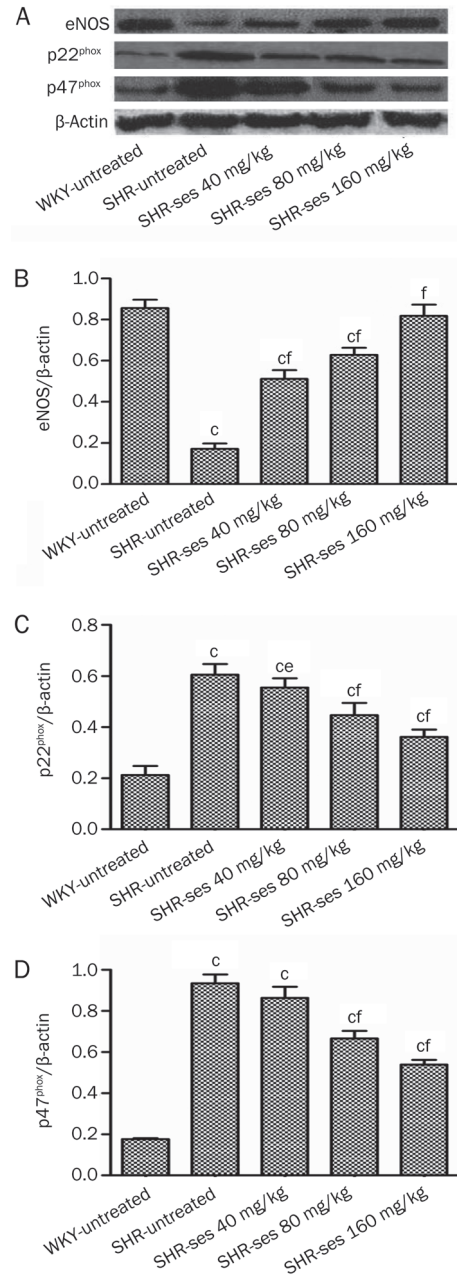 A
eNOS
p22phox
p47phox
β-Actin
WKY-untreated
SHR-untreated
SHR-ses 40 mg/kg
SHR-ses 80 mg/kg
SHR-ses 160 mg/kg
B
eNOS/β-actin
1.0
0.8
0.6
0.4
0.2
0.0
c
cf
cf
f
WKY-untreated
SHR-untreated
SHR-ses 40 mg/kg
SHR-ses 80 mg/kg
SHR-ses 160 mg/kg
C
p22phox/β-actin
0.8
0.6
0.4
0.2
0.0
c
ce
cf
cf
WKY-untreated
SHR-untreated
SHR-ses 40 mg/kg
SHR-ses 80 mg/kg
SHR-ses 160 mg/kg
D
p47phox/β-actin
1.0
0.8
0.6
0.4
0.2
0.0
c
c
cf
cf
WKY-untreated
SHR-untreated
SHR-ses 40 mg/kg
SHR-ses 80 mg/kg
SHR-ses 160 mg/kg